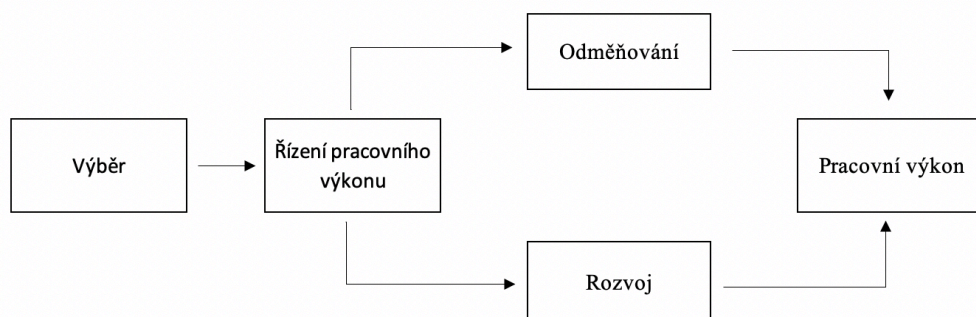 Odměňování
Výběr
Řízení pracovního
výkonu
Pracovní výkon
Rozvoj